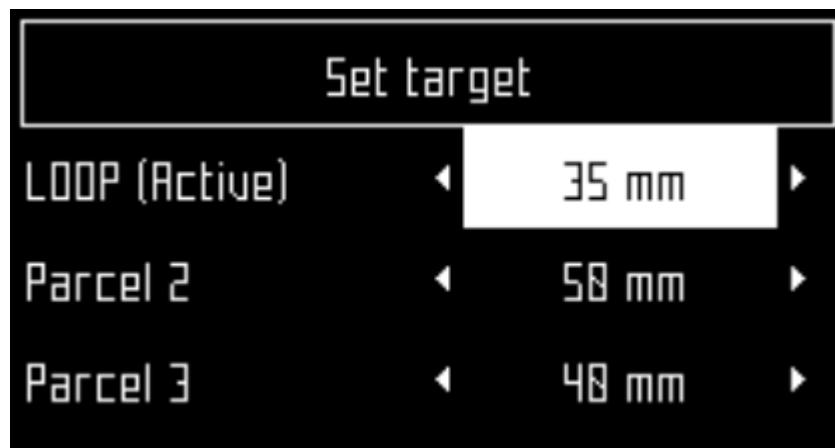 Set target
LOOP (Active) 35 mm
Parcel 2 50 mm
Parcel 3 40 mm